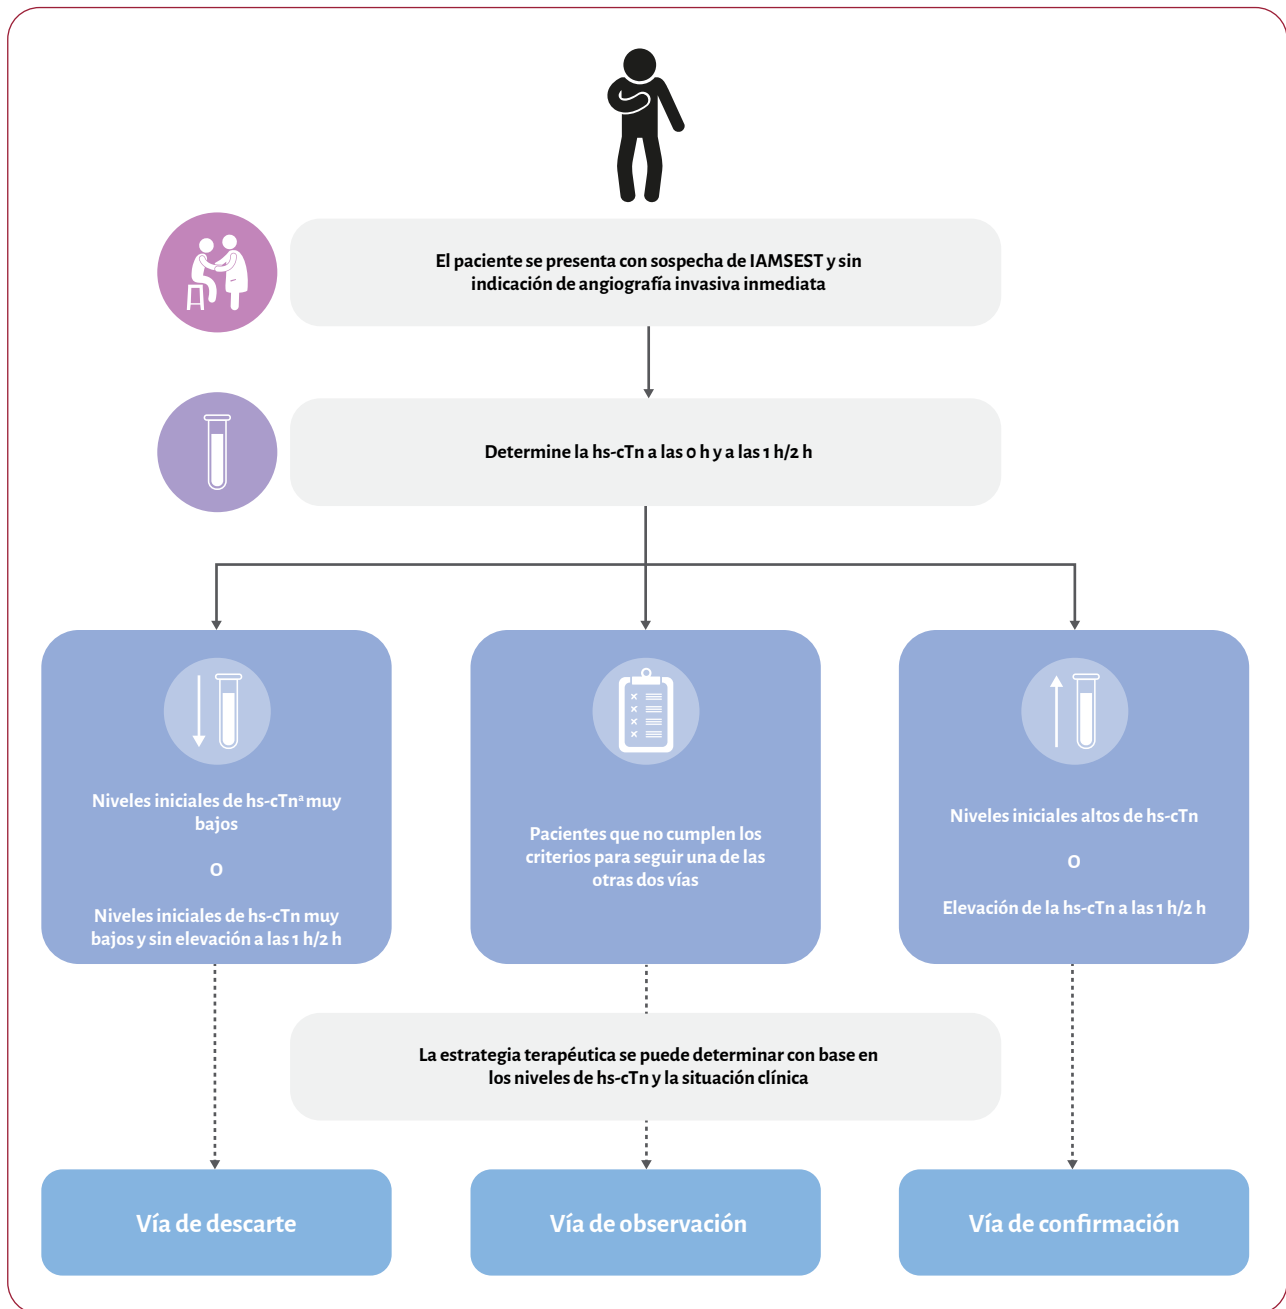 El paciente se presenta con sospecha de IAMSEST y sin
indicación de angiografía invasiva inmediata
Determine la hs-cTn a las 0 h y a las 1 h/2 h
Niveles iniciales de hs-cTnª muy
bajos
O
Niveles iniciales de hs-cTn muy
bajos y sin elevación a las 1 h/2 h
Pacientes que no cumplen los
criterios para seguir una de las
otras dos vías
Niveles iniciales altos de hs-cTn
O
Elevación de la hs-cTn a las 1 h/2 h
La estrategia terapéutica se puede determinar con base en
los niveles de hs-cTn y la situación clínica
Vía de descarte
Vía de observación
Vía de confirmación